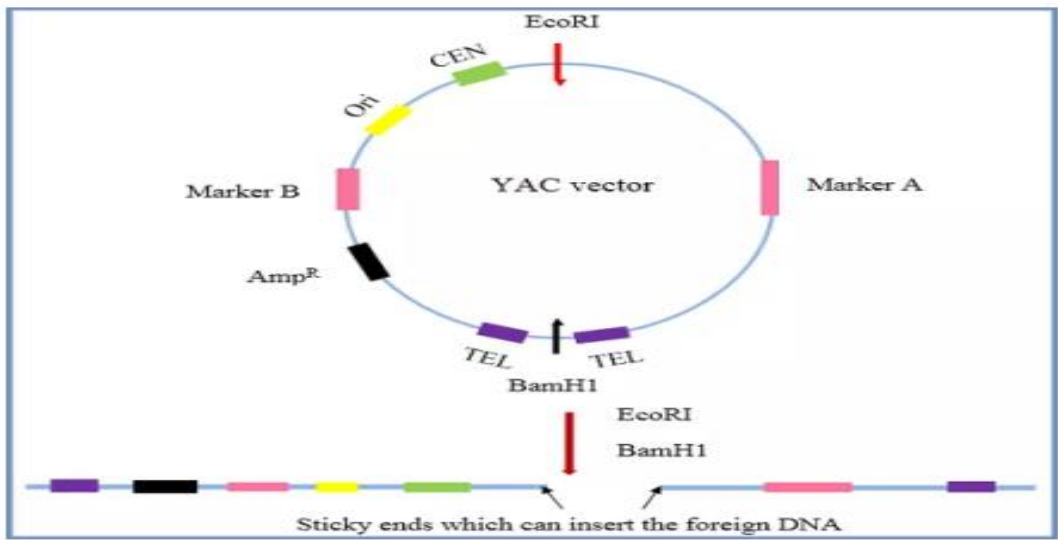 EcoRI
CEN
Ori
Marker B
YAC vector
Marker A
Amp^R
TEL
TEL
BamH1
EcoRI
BamH1
Sticky ends which can insert the foreign DNA